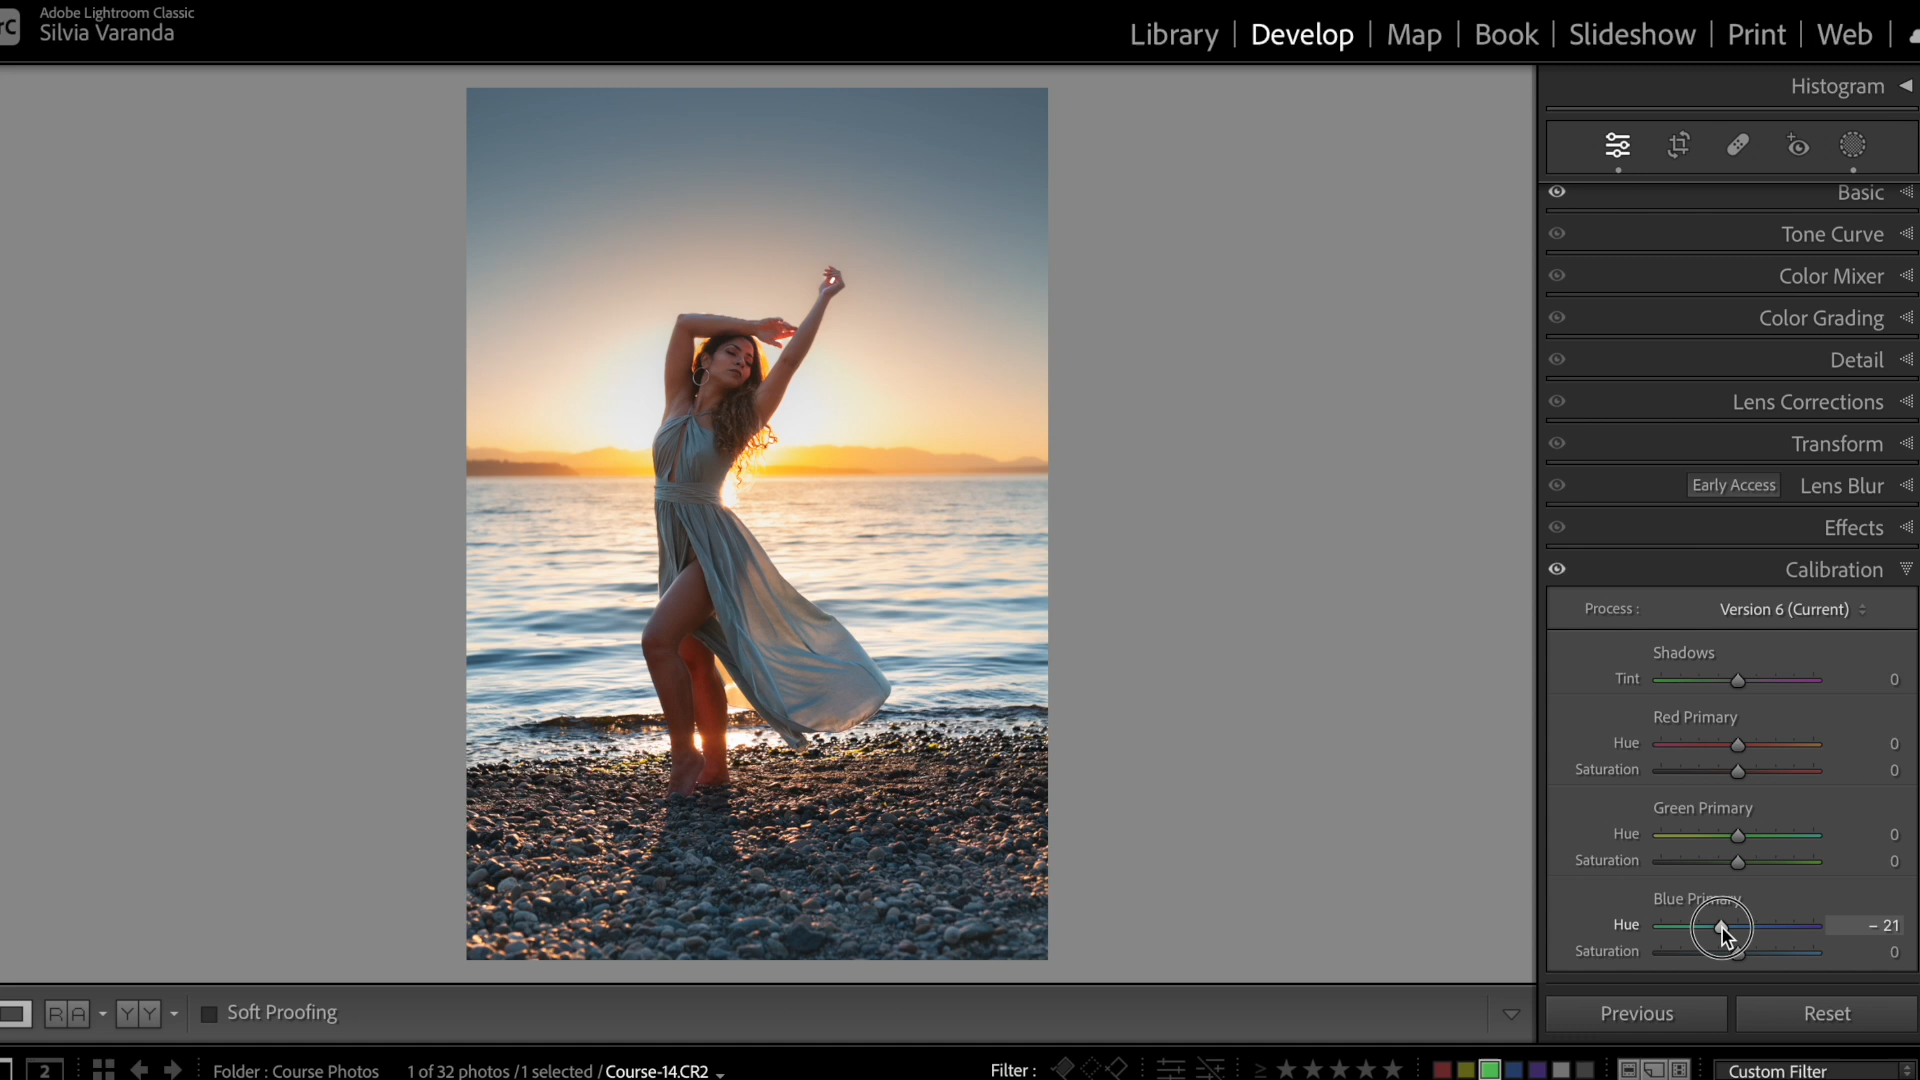 rC
Adobe Lightroom Classic
Silvia Varanda
Library | Develop | Map | Book | Slideshow | Print | Web |
Histogram
Basic
Tone Curve
Color Mixer
Color Grading
Detail
Lens Corrections
Transform
Early Access Lens Blur
Effects
Calibration
Process : Version 6 (Current)
Shadows
Tint 0
Red Primary
Hue 0
Saturation 0
Green Primary
Hue 0
Saturation 0
Blue Primary
Hue – 21
Saturation 0
Previous Reset
R A Y Y Soft Proofing
2 Folder : Course Photos 1 of 32 photos / 1 selected / Course-14.CR2 Filter : ≥ Custom Filter